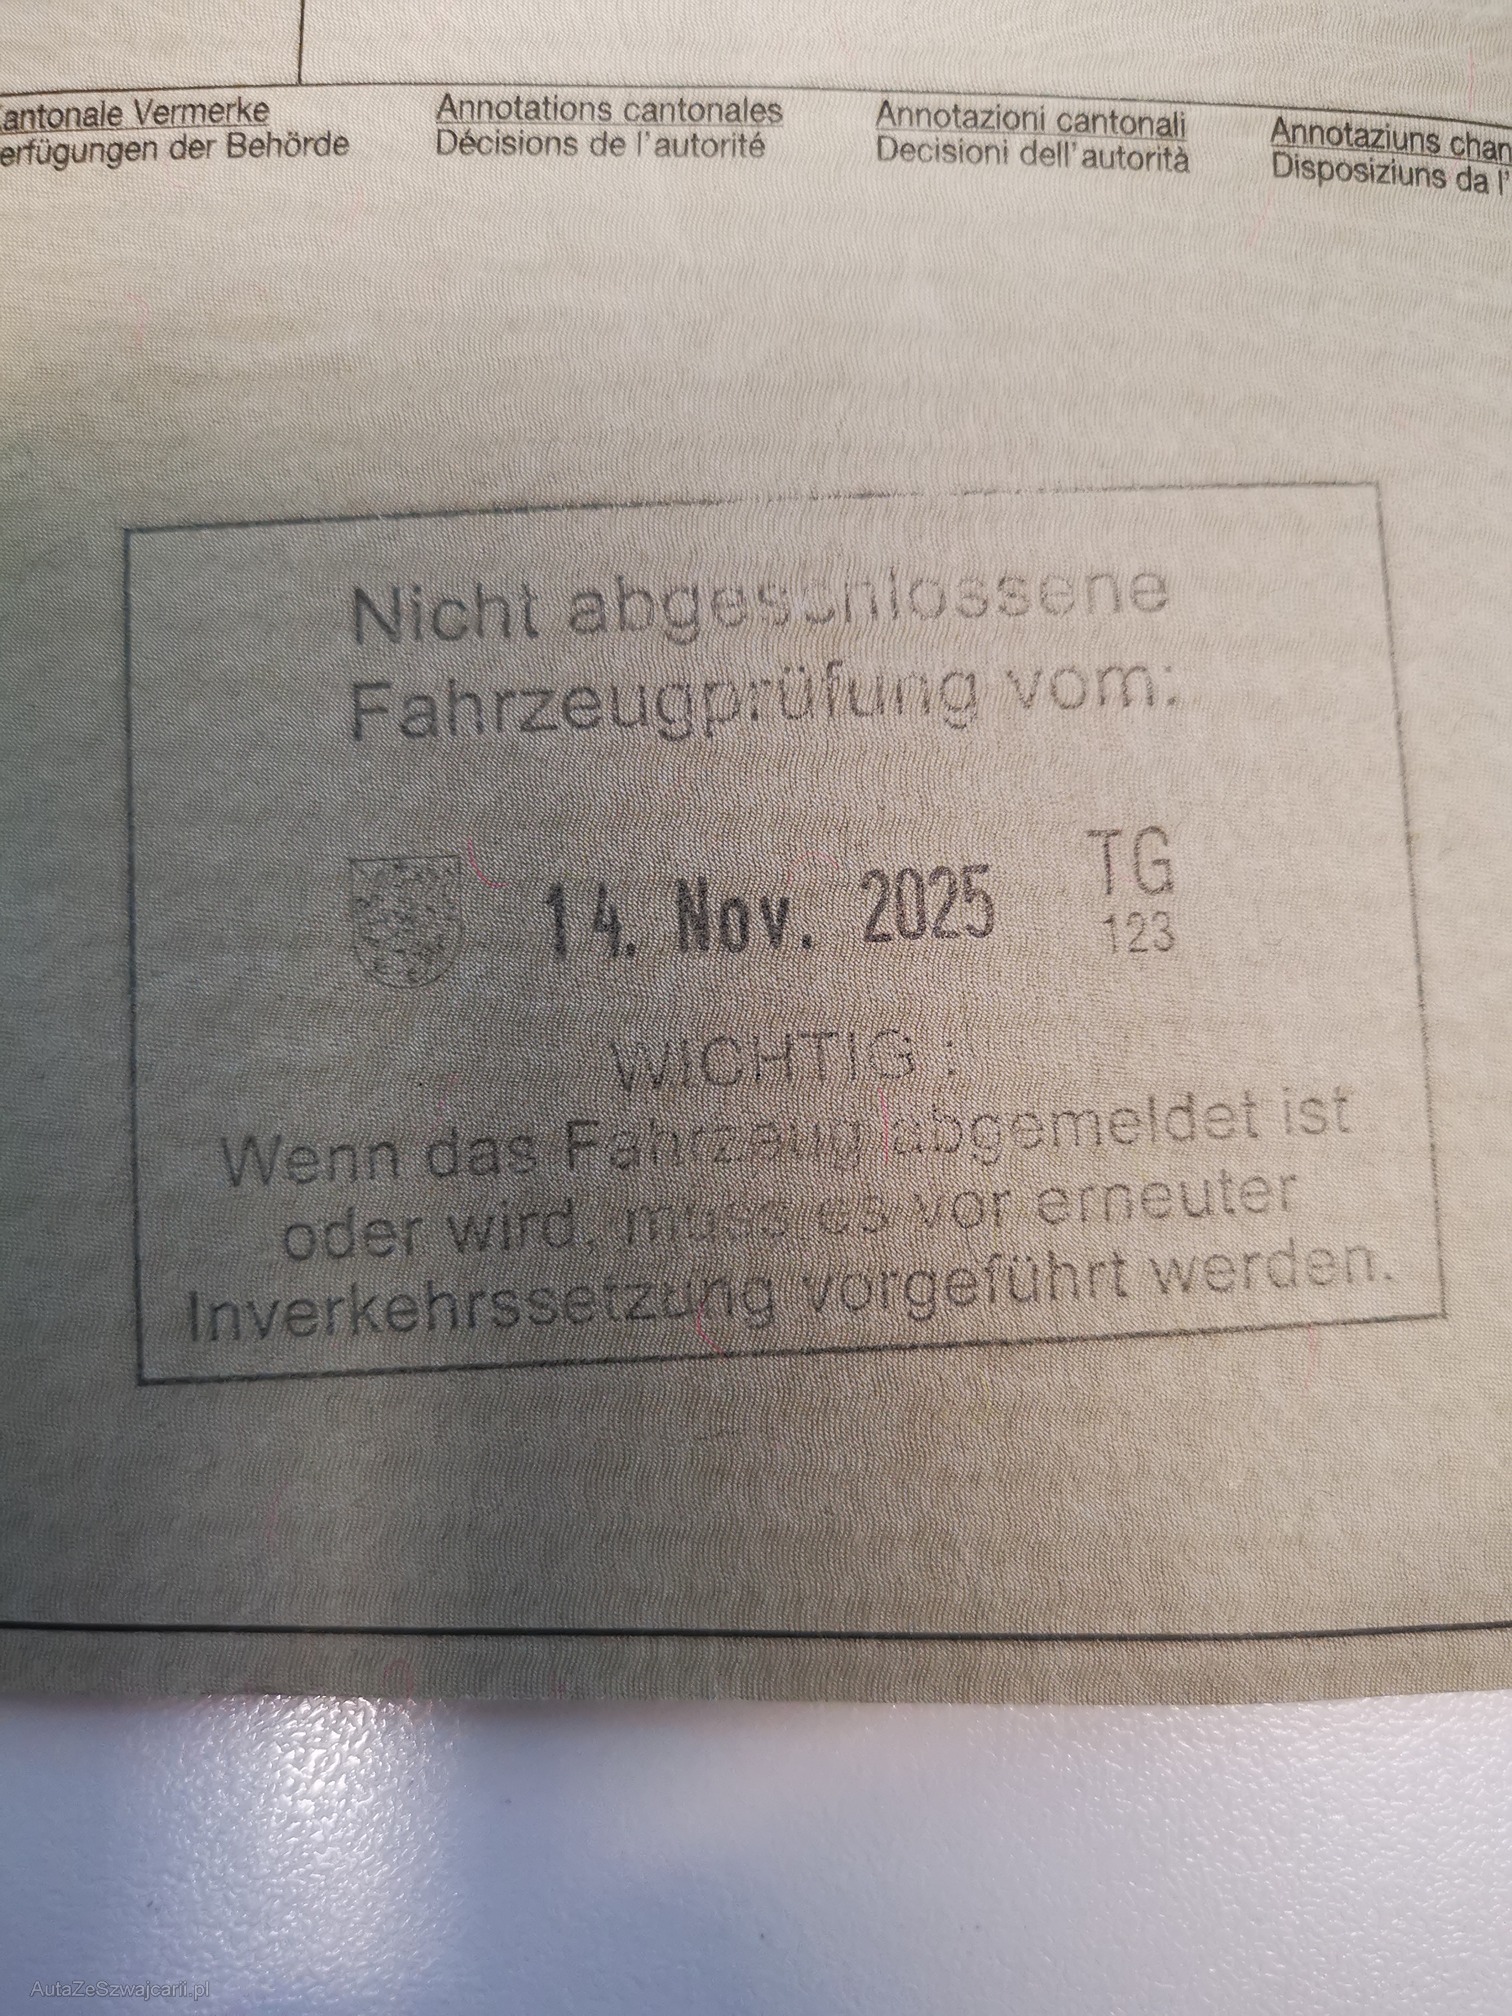 antonale Vermerke
erfügungen der Behörde
Annotations cantonales
Décisions de l'autorité
Annotazioni cantonali
Decisioni dell'autorità
Annotaziuns chan
Disposiziuns da l'
Nicht abgeschlossene
Fahrzeugprüfung vom:
14. Nov. 2025
TG
123
WICHTIG :
Wenn das Fahrzeug abgemeldet ist
oder wird, muss es vor erneuter
Inverkehrssetzung vorgeführt werden.
AutaZeSzwajcarii.pl